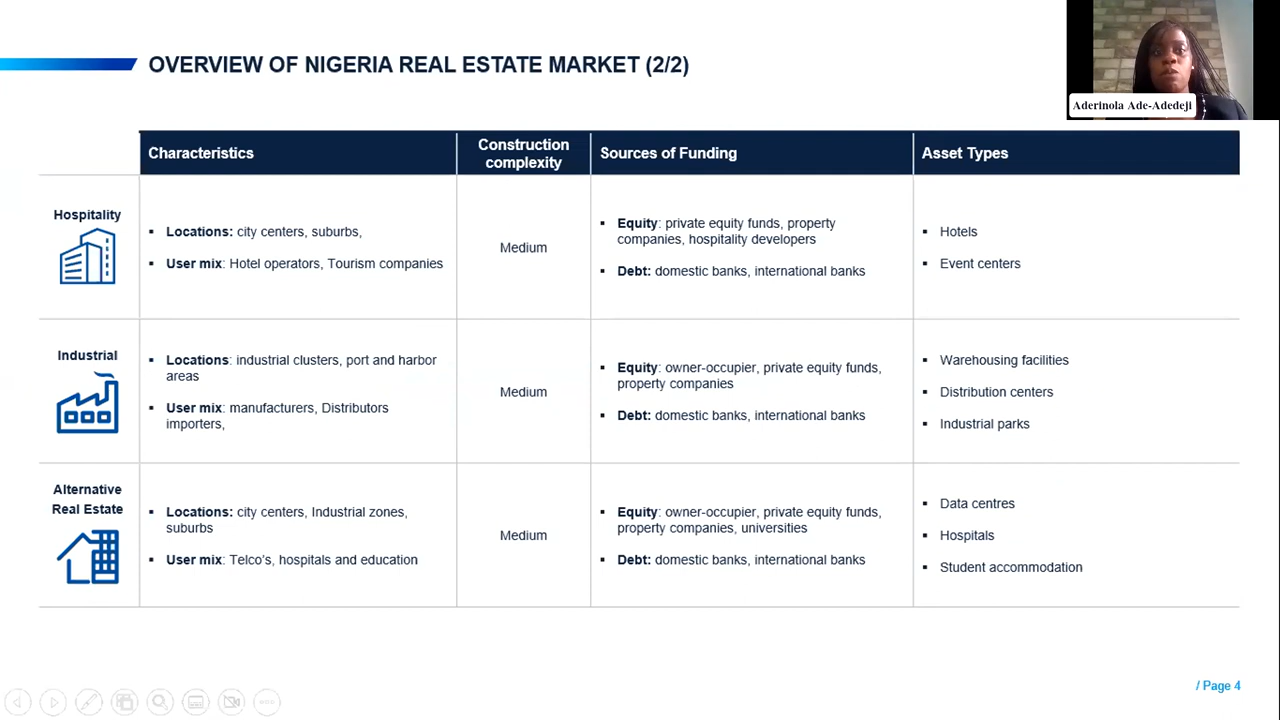 OVERVIEW OF NIGERIA REAL ESTATE MARKET (2/2)
Aderinola Ade-Adedeji
Characteristics
Construction
complexity
Sources of Funding
Asset Types
Hospitality
▪ Locations: city centers, suburbs,
▪ User mix: Hotel operators, Tourism companies
Medium
▪ Equity: private equity funds, property
companies, hospitality developers
▪ Debt: domestic banks, international banks
▪ Hotels
▪ Event centers
Industrial
▪ Locations: industrial clusters, port and harbor
areas
▪ User mix: manufacturers, Distributors
importers,
Medium
▪ Equity: owner-occupier, private equity funds,
property companies
▪ Debt: domestic banks, international banks
▪ Warehousing facilities
▪ Distribution centers
▪ Industrial parks
Alternative
Real Estate
▪ Locations: city centers, Industrial zones,
suburbs
▪ User mix: Telco's, hospitals and education
Medium
▪ Equity: owner-occupier, private equity funds,
property companies, universities
▪ Debt: domestic banks, international banks
▪ Data centres
▪ Hospitals
▪ Student accommodation
/ Page 4